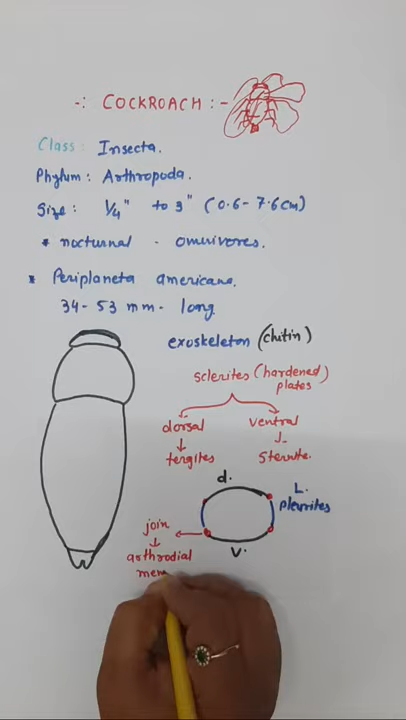 -: COCKROACH :-
Class: Insecta.
Phylum: Arthropoda.
Size: 1/4" to 3" (0.6 - 7.6 cm)
* nocturnal - omnivores.
* Periplaneta americana.
34 - 53 mm - long
exoskeleton (chitin)
sclerites (hardened)
plates
dorsal ventral
tergites sternite.
d.
L.
pleurites
join
V.
arthrodial
mem